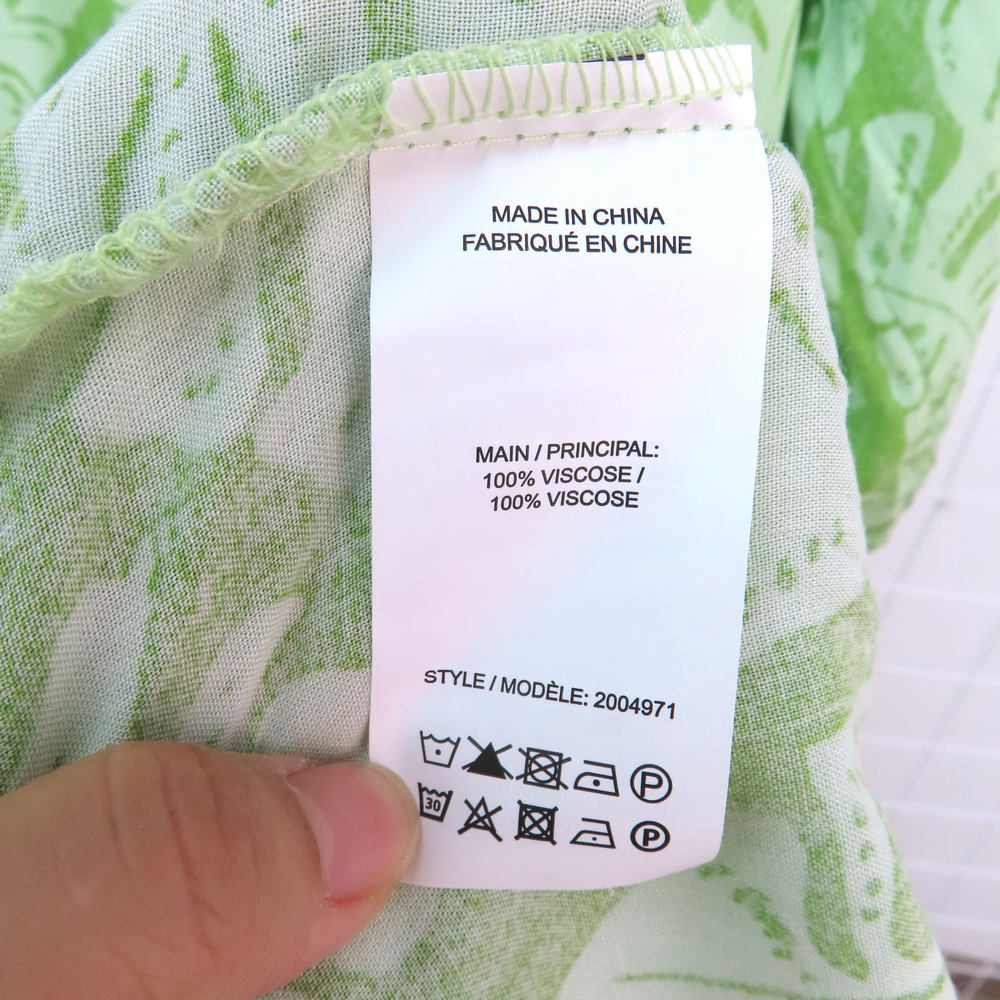 MADE IN CHINA
FABRIQUÉ EN CHINE
MAIN / PRINCIPAL:
100% VISCOSE /
100% VISCOSE
STYLE / MODÈLE: 2004971
P
30
P